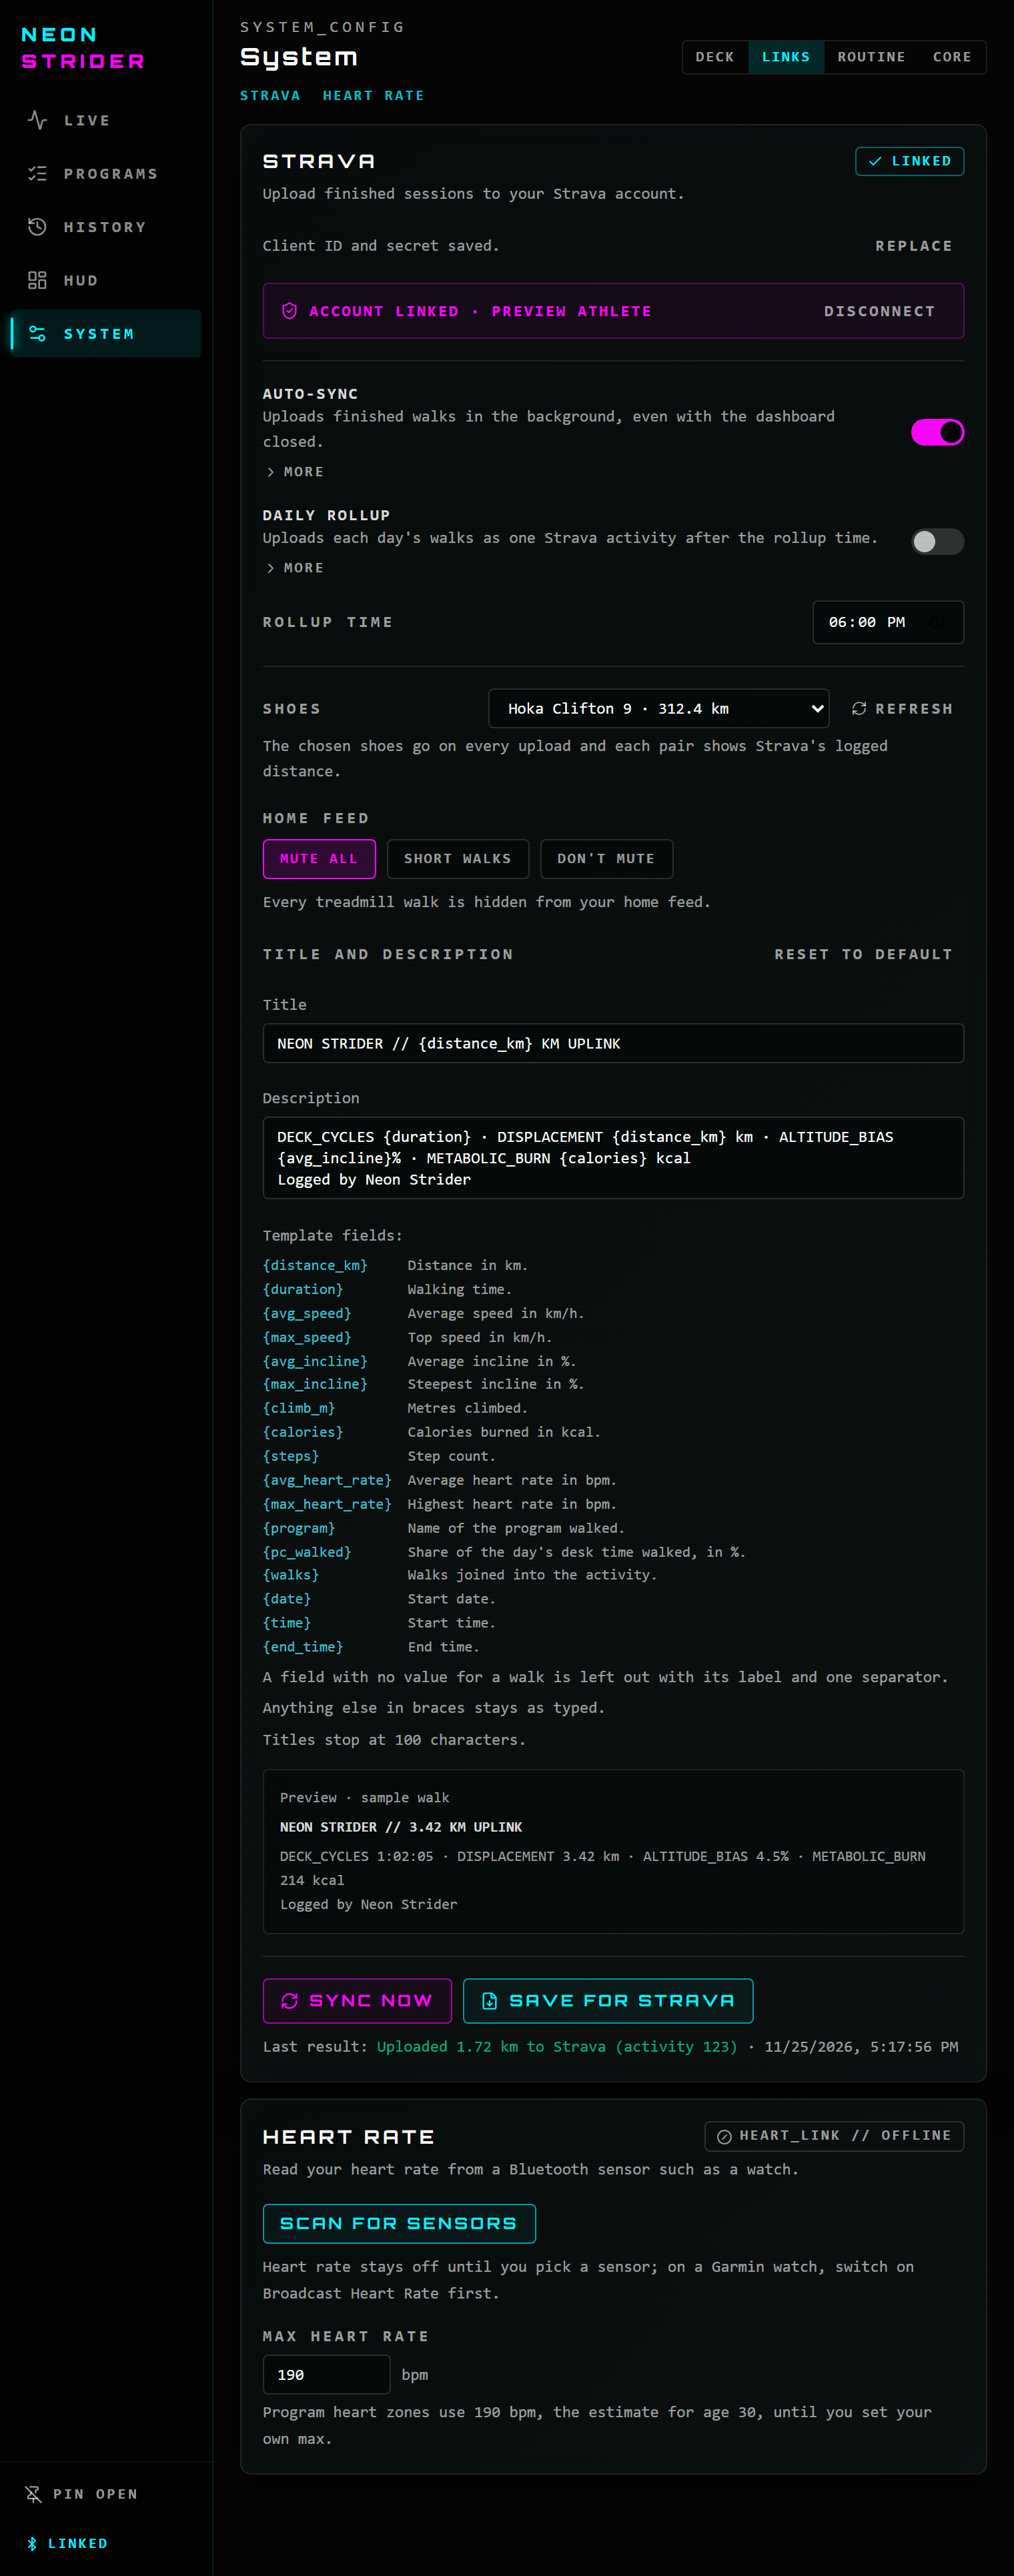 NEON
STRIDER
LIVE
PROGRAMS
HISTORY
HUD
SYSTEM
PIN OPEN
LINKED
SYSTEM_CONFIG
System
DECK LINKS ROUTINE CORE
STRAVA HEART RATE
STRAVA
LINKED
Upload finished sessions to your Strava account.
Client ID and secret saved.
REPLACE
ACCOUNT LINKED · PREVIEW ATHLETE
DISCONNECT
AUTO-SYNC
Uploads finished walks in the background, even with the dashboard
closed.
MORE
DAILY ROLLUP
Uploads each day's walks as one Strava activity after the rollup time.
MORE
ROLLUP TIME
06:00 PM
SHOES
Hoka Clifton 9 · 312.4 km
REFRESH
The chosen shoes go on every upload and each pair shows Strava's logged
distance.
HOME FEED
MUTE ALL SHORT WALKS DON'T MUTE
Every treadmill walk is hidden from your home feed.
TITLE AND DESCRIPTION
RESET TO DEFAULT
Title
NEON STRIDER // {distance_km} KM UPLINK
Description
DECK_CYCLES {duration} · DISPLACEMENT {distance_km} km · ALTITUDE_BIAS
{avg_incline}% · METABOLIC_BURN {calories} kcal
Logged by Neon Strider
Template fields:
{distance_km} Distance in km.
{duration} Walking time.
{avg_speed} Average speed in km/h.
{max_speed} Top speed in km/h.
{avg_incline} Average incline in %.
{max_incline} Steepest incline in %.
{climb_m} Metres climbed.
{calories} Calories burned in kcal.
{steps} Step count.
{avg_heart_rate} Average heart rate in bpm.
{max_heart_rate} Highest heart rate in bpm.
{program} Name of the program walked.
{pc_walked} Share of the day's desk time walked, in %.
{walks} Walks joined into the activity.
{date} Start date.
{time} Start time.
{end_time} End time.
A field with no value for a walk is left out with its label and one separator.
Anything else in braces stays as typed.
Titles stop at 100 characters.
Preview · sample walk
NEON STRIDER // 3.42 KM UPLINK
DECK_CYCLES 1:02:05 · DISPLACEMENT 3.42 km · ALTITUDE_BIAS 4.5% · METABOLIC_BURN
214 kcal
Logged by Neon Strider
SYNC NOW
SAVE FOR STRAVA
Last result: Uploaded 1.72 km to Strava (activity 123) · 11/25/2026, 5:17:56 PM
HEART RATE
HEART_LINK // OFFLINE
Read your heart rate from a Bluetooth sensor such as a watch.
SCAN FOR SENSORS
Heart rate stays off until you pick a sensor; on a Garmin watch, switch on
Broadcast Heart Rate first.
MAX HEART RATE
190 bpm
Program heart zones use 190 bpm, the estimate for age 30, until you set your
own max.